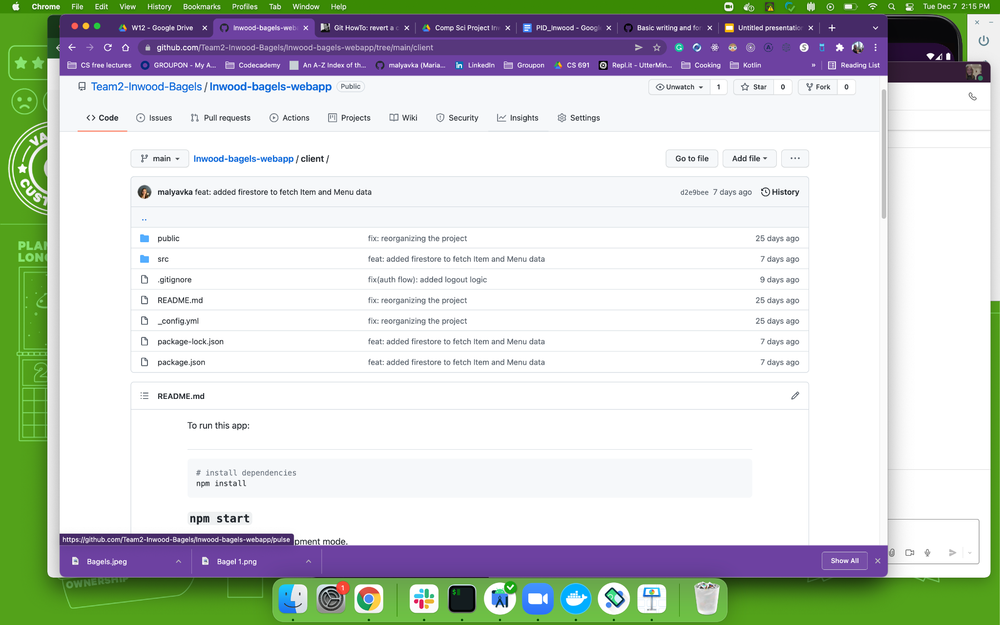 Chrome File Edit View History Bookmarks Profiles Tab Window Help Tue Dec 7 2:15 PM
W12 - Google Drive Inwood-bagels-weba Git HowTo: revert a c Comp Sci Project Inw PID_Inwood - Google Basic writing and for Untitled presentation
github.com/Team2-Inwood-Bagels/Inwood-bagels-webapp/tree/main/client
CS free lectures GROUPON - My A... Codecademy An A-Z Index of th... malyavka (Maria... LinkedIn Groupon CS 691 Repl.it - UtterMin... Cooking Kotlin » Reading List
Team2-Inwood-Bagels / Inwood-bagels-webapp Public Unwatch 1 Star 0 Fork 0
Code Issues Pull requests Actions Projects Wiki Security Insights Settings
main Inwood-bagels-webapp / client / Go to file Add file ...
malyavka feat: added firestore to fetch Item and Menu data d2e9bee 7 days ago History
..
public fix: reorganizing the project 25 days ago
src feat: added firestore to fetch Item and Menu data 7 days ago
.gitignore fix(auth flow): added logout logic 9 days ago
README.md fix: reorganizing the project 25 days ago
_config.yml fix: reorganizing the project 25 days ago
package-lock.json feat: added firestore to fetch Item and Menu data 7 days ago
package.json feat: added firestore to fetch Item and Menu data 7 days ago
README.md
To run this app:
# install dependencies
npm install
npm start
pment mode.
https://github.com/Team2-Inwood-Bagels/Inwood-bagels-webapp/pulse
Bagels.jpeg Bagel 1.png Show All
VA
CUST
PLAN
LONG
2
OWNERSHIP
1
$